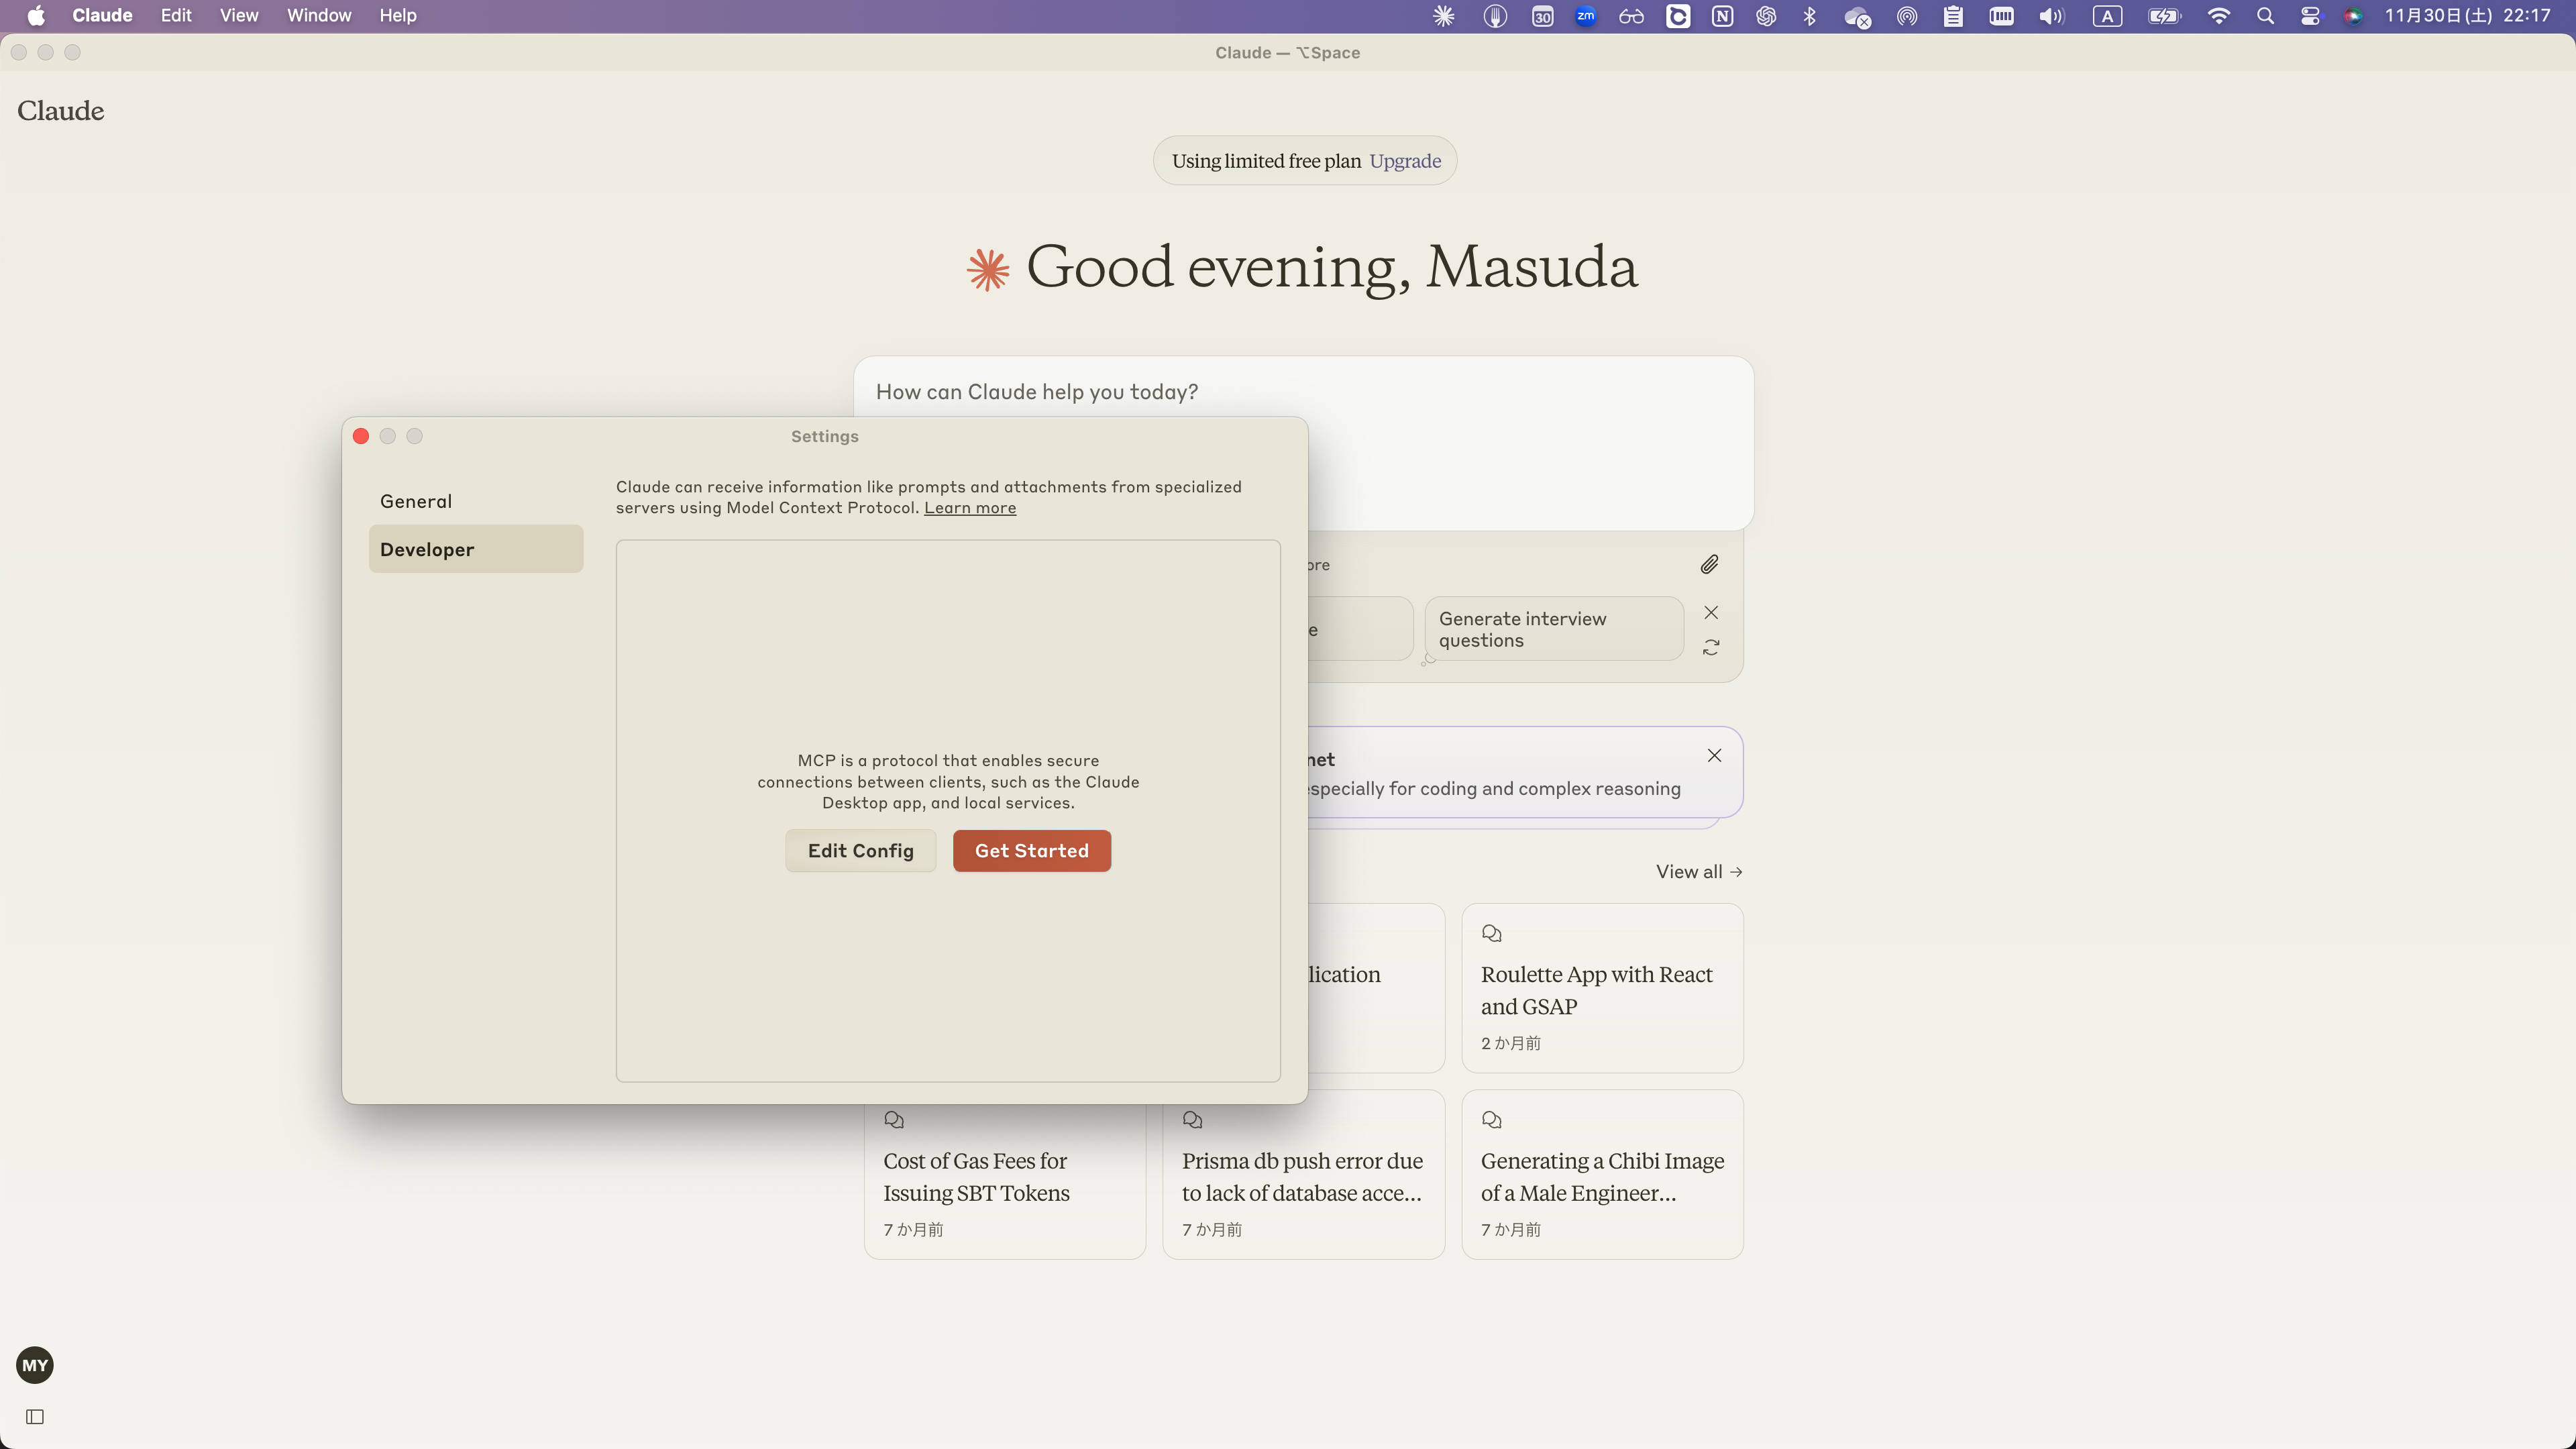 Claude Edit View Window Help
30 zm N A 11月30日(土) 22:17
Claude — ⌥Space
Claude
Using limited free plan Upgrade
Good evening, Masuda
How can Claude help you today?
Settings
General
Developer
Claude can receive information like prompts and attachments from specialized
servers using Model Context Protocol. Learn more
MCP is a protocol that enables secure
connections between clients, such as the Claude
Desktop app, and local services.
Edit Config Get Started
ore
e
Generate interview
questions
net
especially for coding and complex reasoning
View all →
lication
Roulette App with React
and GSAP
2 か月前
Cost of Gas Fees for
Issuing SBT Tokens
7 か月前
Prisma db push error due
to lack of database acce...
7 か月前
Generating a Chibi Image
of a Male Engineer...
7 か月前
MY